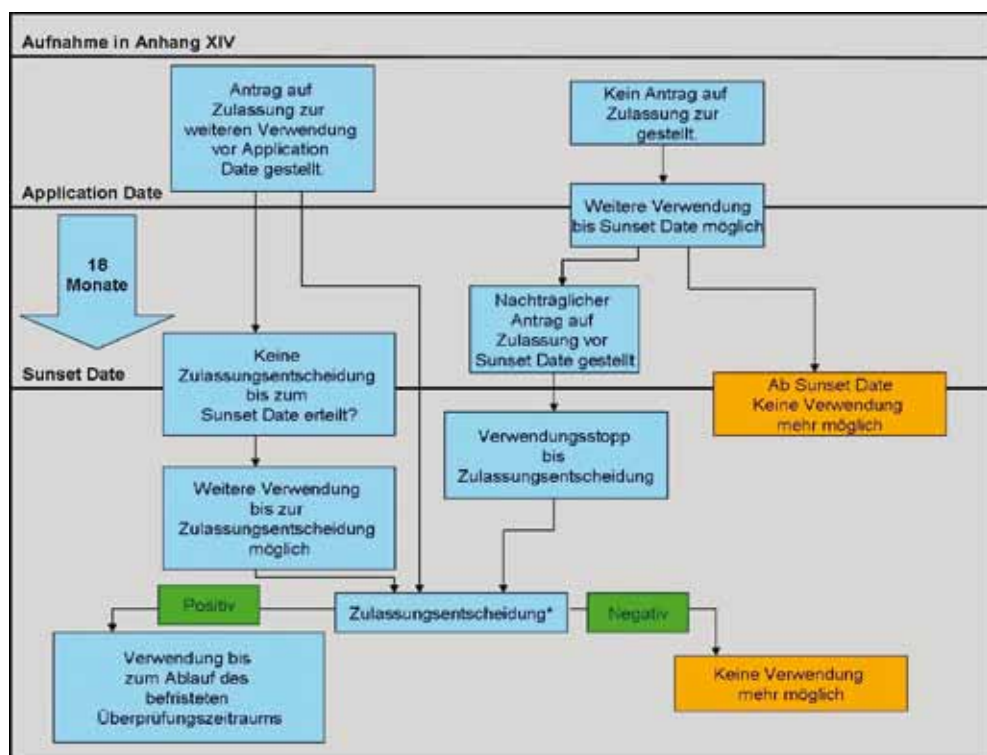 Aufnahme in Anhang XIV
Antrag auf
Zulassung zur
weiteren Verwendung
vor Application
Date gestellt.
Kein Antrag auf
Zulassung zur
gestellt.
Application Date
Weitere Verwendung
bis Sunset Date möglich
18
Monate
Nachträglicher
Antrag auf
Zulassung vor
Sunset Date gestellt
Keine
Zulassungsentscheidung
bis zum
Sunset Date erteilt?
Sunset Date
Ab Sunset Date
Keine Verwendung
mehr möglich
Verwendungsstopp
bis
Zulassungsentscheidung
Weitere Verwendung
bis zur
Zulassungsentscheidung
möglich
Positiv
Zulassungsentscheidung*
Negativ
Verwendung bis
zum Ablauf des
befristeten
Überprüfungszeitraums
Keine Verwendung
mehr möglich